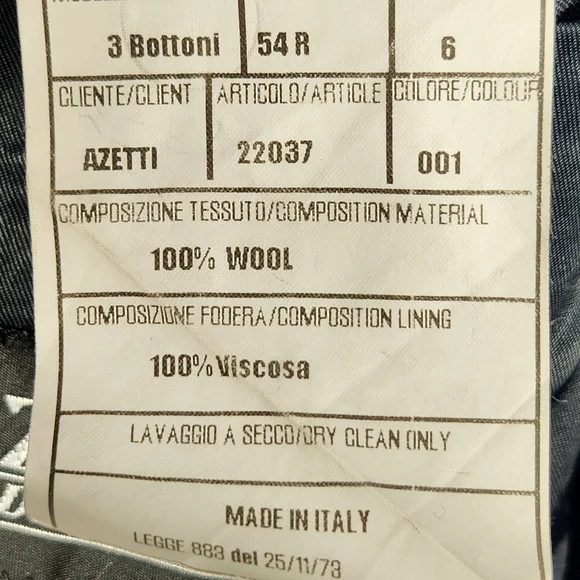 3 Bottoni 54 R 6
CLIENTE/CLIENT ARTICOLO/ARTICLE COLORE/COLOUR
AZETTI 22037 001
COMPOSIZIONE TESSUTO/COMPOSITION MATERIAL
100% WOOL
COMPOSIZIONE FODERA/COMPOSITION LINING
100%Viscosa
LAVAGGIO A SECCO/DRY CLEAN ONLY
MADE IN ITALY
LEGGE 883 del 25/11/73